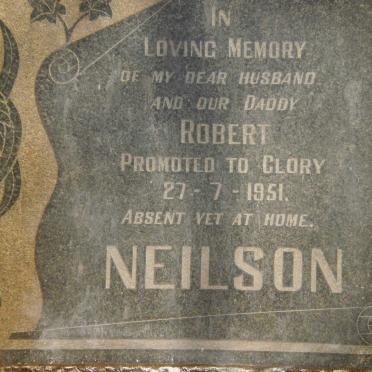 In
Loving Memory
of my dear husband
and our Daddy
Robert
Promoted to Glory
27-7-1951.
Absent yet at home.
NEILSON